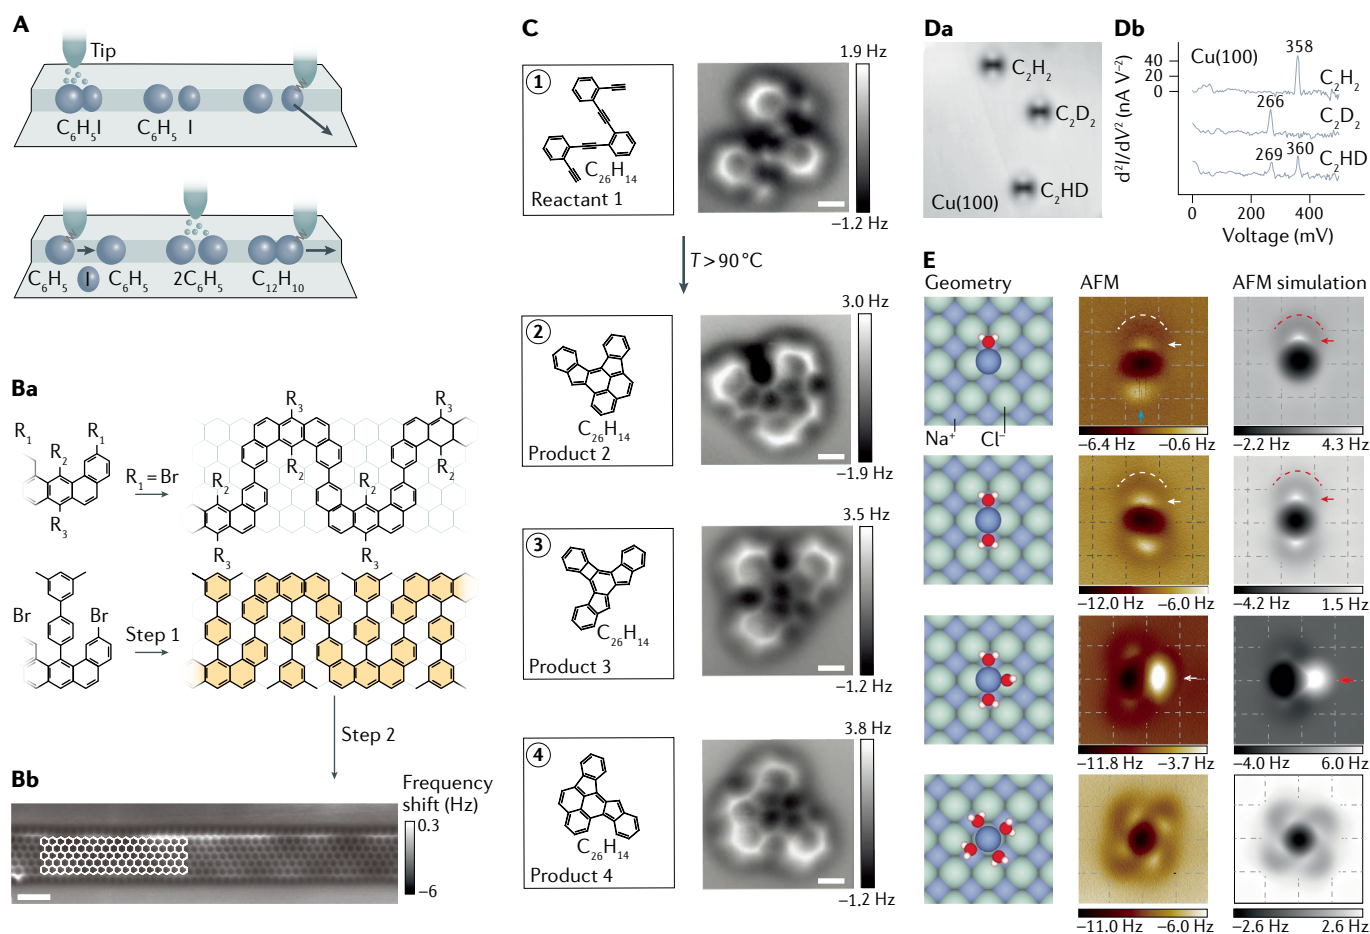 A
Tip
C6H5I
C6H5 I
C6H5 I C6H5
2C6H5
C12H10
Ba
R1
R1
R2
R3
R1 = Br
R3
R3
R2
R2
R2
R2
R3
R3
Br
Br
Step 1
Step 2
Bb
Frequency
shift (Hz)
0.3
−6
C
1
C26H14
Reactant 1
1.9 Hz
−1.2 Hz
T > 90 °C
2
C26H14
Product 2
3.0 Hz
−1.9 Hz
3
C26H14
Product 3
3.5 Hz
−1.2 Hz
4
C26H14
Product 4
3.8 Hz
−1.2 Hz
Da
C2H2
C2D2
C2HD
Cu(100)
Db
Cu(100)
358
C2H2
266
C2D2
269
360
C2HD
40
20
0
d²I/dV² (nA V−2)
0 200 400
Voltage (mV)
E
Geometry AFM AFM simulation
Na+ Cl−
−6.4 Hz −0.6 Hz
−2.2 Hz 4.3 Hz
−12.0 Hz −6.0 Hz
−4.2 Hz 1.5 Hz
−11.8 Hz −3.7 Hz
−4.0 Hz 6.0 Hz
−11.0 Hz −6.0 Hz
−2.6 Hz 2.6 Hz